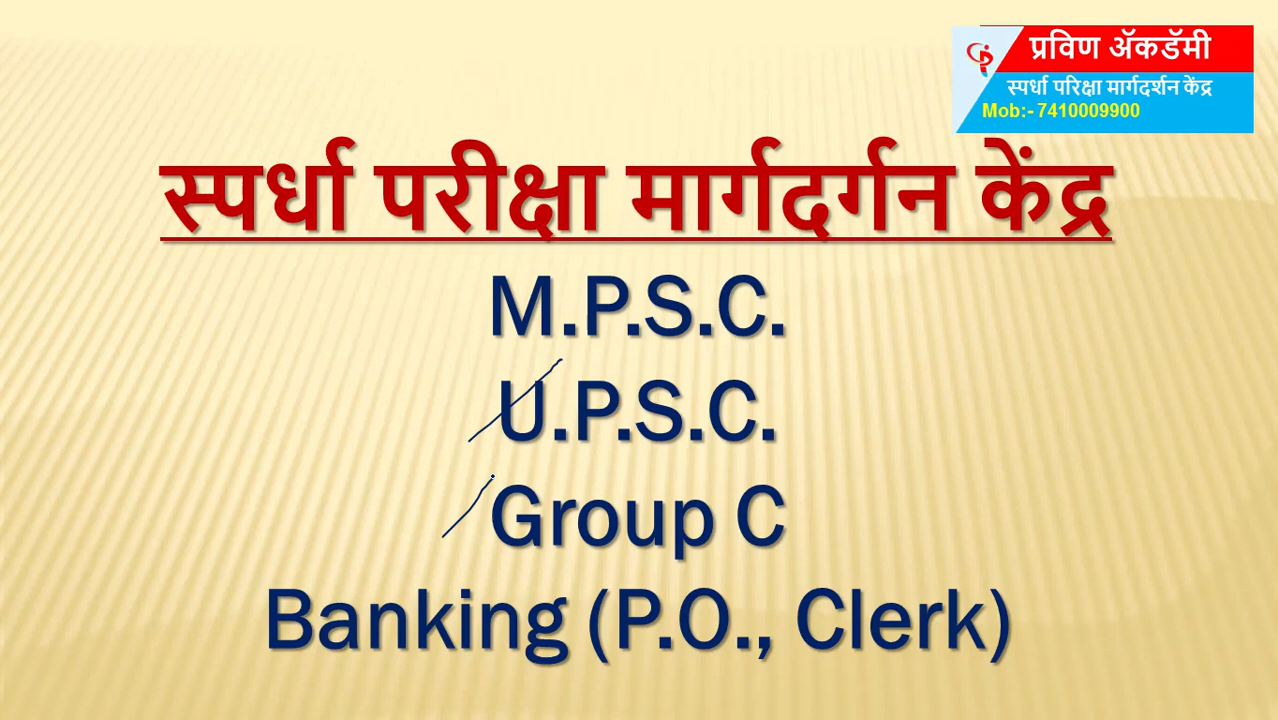 प्रविण ॲकडॅमी
स्पर्धा परिक्षा मार्गदर्शन केंद्र
Mob:- 7410009900
स्पर्धा परीक्षा मार्गदर्गन केंद्र
M.P.S.C.
U.P.S.C.
Group C
Banking (P.O., Clerk)